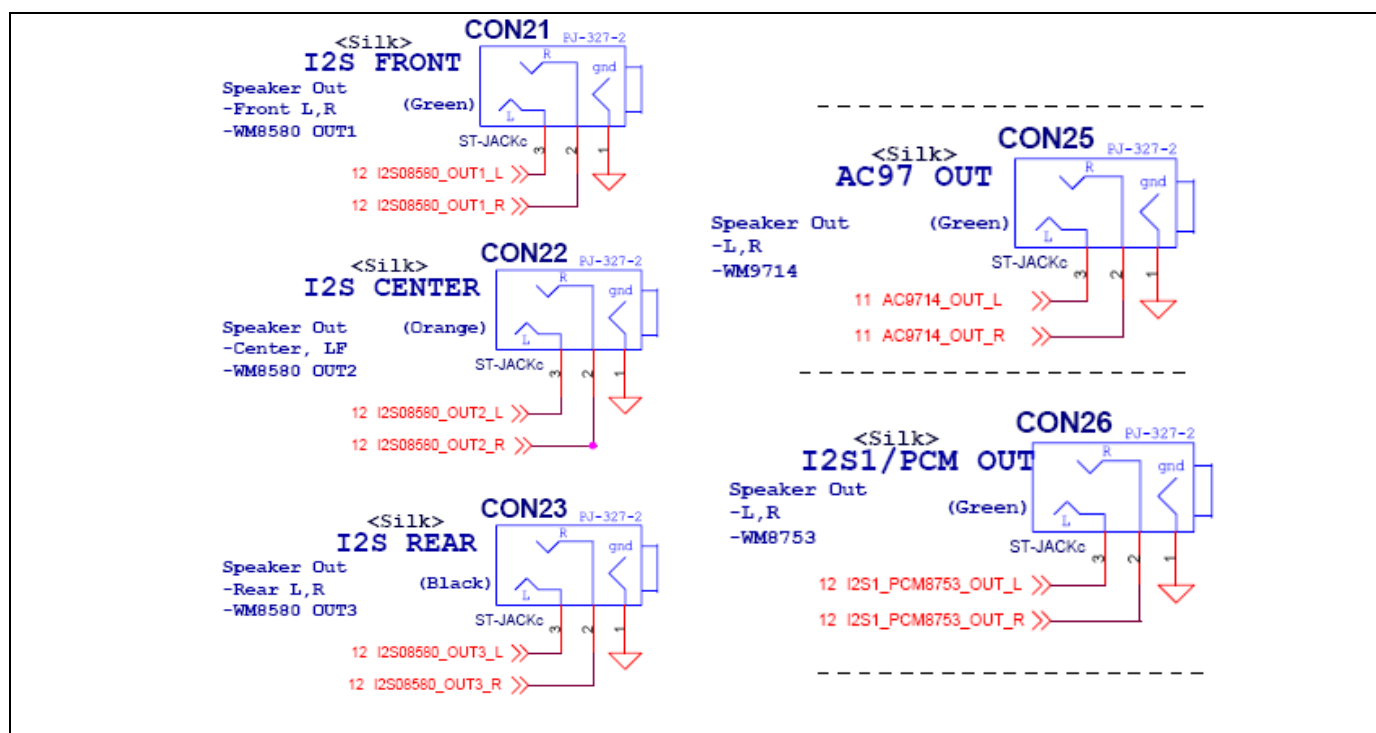 CON21 PJ-327-2
<Silk>
I2S FRONT
Speaker Out
-Front L,R
-WM8580 OUT1
(Green)
R
gnd
L
ST-JACKc
3
2
1
12 I2S08580_OUT1_L
12 I2S08580_OUT1_R
CON22 PJ-327-2
<Silk>
I2S CENTER
Speaker Out
-Center, LF
-WM8580 OUT2
(Orange)
R
gnd
L
ST-JACKc
3
2
1
12 I2S08580_OUT2_L
12 I2S08580_OUT2_R
CON23 PJ-327-2
<Silk>
I2S REAR
Speaker Out
-Rear L,R
-WM8580 OUT3
(Black)
R
gnd
L
ST-JACKc
3
2
1
12 I2S08580_OUT3_L
12 I2S08580_OUT3_R
CON25 PJ-327-2
<Silk>
AC97 OUT
Speaker Out
-L,R
-WM9714
(Green)
R
gnd
L
ST-JACKc
3
2
1
11 AC9714_OUT_L
11 AC9714_OUT_R
CON26 PJ-327-2
<Silk>
I2S1/PCM OUT
Speaker Out
-L,R
-WM8753
(Green)
R
gnd
L
ST-JACKc
3
2
1
12 I2S1_PCM8753_OUT_L
12 I2S1_PCM8753_OUT_R